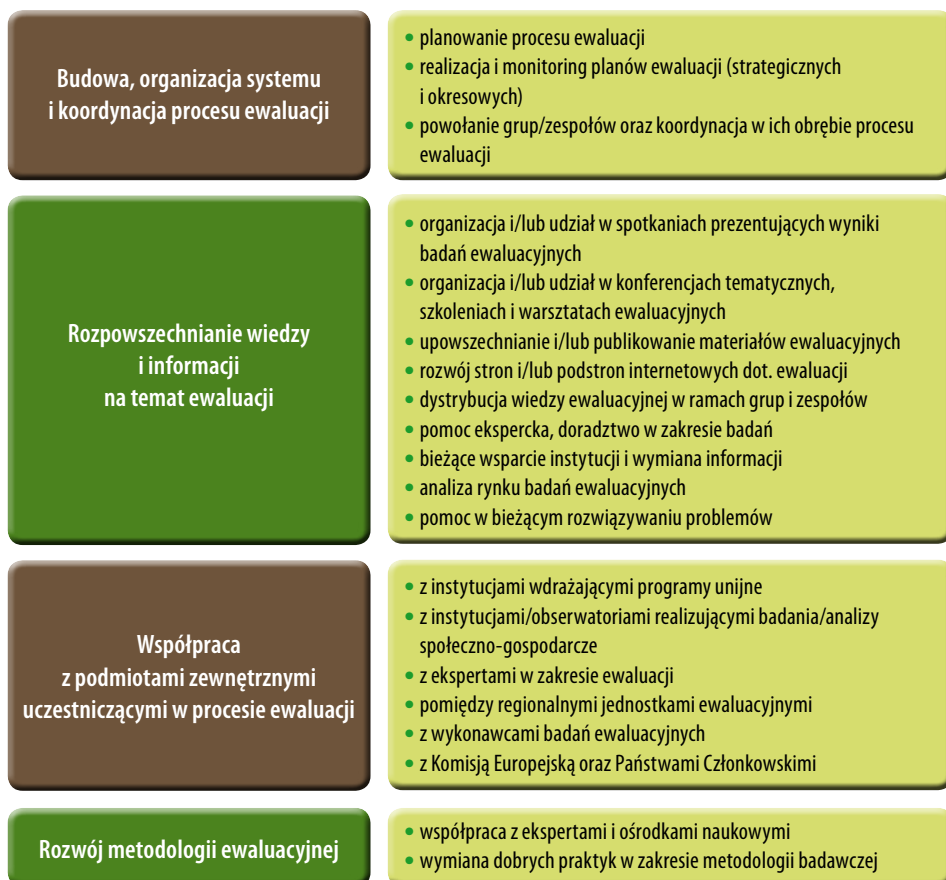 Budowa, organizacja systemu
i koordynacja procesu ewaluacji
• planowanie procesu ewaluacji
• realizacja i monitoring planów ewaluacji (strategicznych
i okresowych)
• powołanie grup/zespołów oraz koordynacja w ich obrębie procesu
ewaluacji
Rozpowszechnianie wiedzy
i informacji
na temat ewaluacji
• organizacja i/lub udział w spotkaniach prezentujących wyniki
badań ewaluacyjnych
• organizacja i/lub udział w konferencjach tematycznych,
szkoleniach i warsztatach ewaluacyjnych
• upowszechnianie i/lub publikowanie materiałów ewaluacyjnych
• rozwój stron i/lub podstron internetowych dot. ewaluacji
• dystrybucja wiedzy ewaluacyjnej w ramach grup i zespołów
• pomoc ekspercka, doradztwo w zakresie badań
• bieżące wsparcie instytucji i wymiana informacji
• analiza rynku badań ewaluacyjnych
• pomoc w bieżącym rozwiązywaniu problemów
Współpraca
z podmiotami zewnętrznymi
uczestniczącymi w procesie ewaluacji
• z instytucjami wdrażającymi programy unijne
• z instytucjami/obserwatoriami realizującymi badania/analizy
społeczno-gospodarcze
• z ekspertami w zakresie ewaluacji
• pomiędzy regionalnymi jednostkami ewaluacyjnymi
• z wykonawcami badań ewaluacyjnych
• z Komisją Europejską oraz Państwami Członkowskimi
Rozwój metodologii ewaluacyjnej
• współpraca z ekspertami i ośrodkami naukowymi
• wymiana dobrych praktyk w zakresie metodologii badawczej